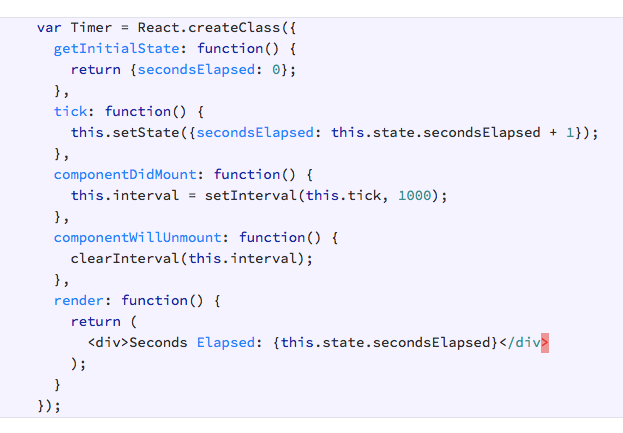 var Timer = React.createClass({
  getInitialState: function() {
    return {secondsElapsed: 0};
  },
  tick: function() {
    this.setState({secondsElapsed: this.state.secondsElapsed + 1});
  },
  componentDidMount: function() {
    this.interval = setInterval(this.tick, 1000);
  },
  componentWillUnmount: function() {
    clearInterval(this.interval);
  },
  render: function() {
    return (
      <div>Seconds Elapsed: {this.state.secondsElapsed}</div>
    );
  }
});